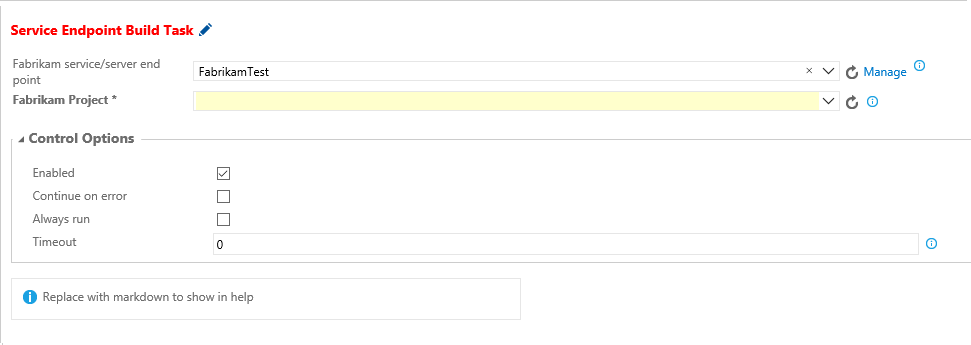 Service Endpoint Build Task
Fabrikam service/server end
point
FabrikamTest
Manage
Fabrikam Project *
Control Options
Enabled
Continue on error
Always run
Timeout
0
Replace with markdown to show in help